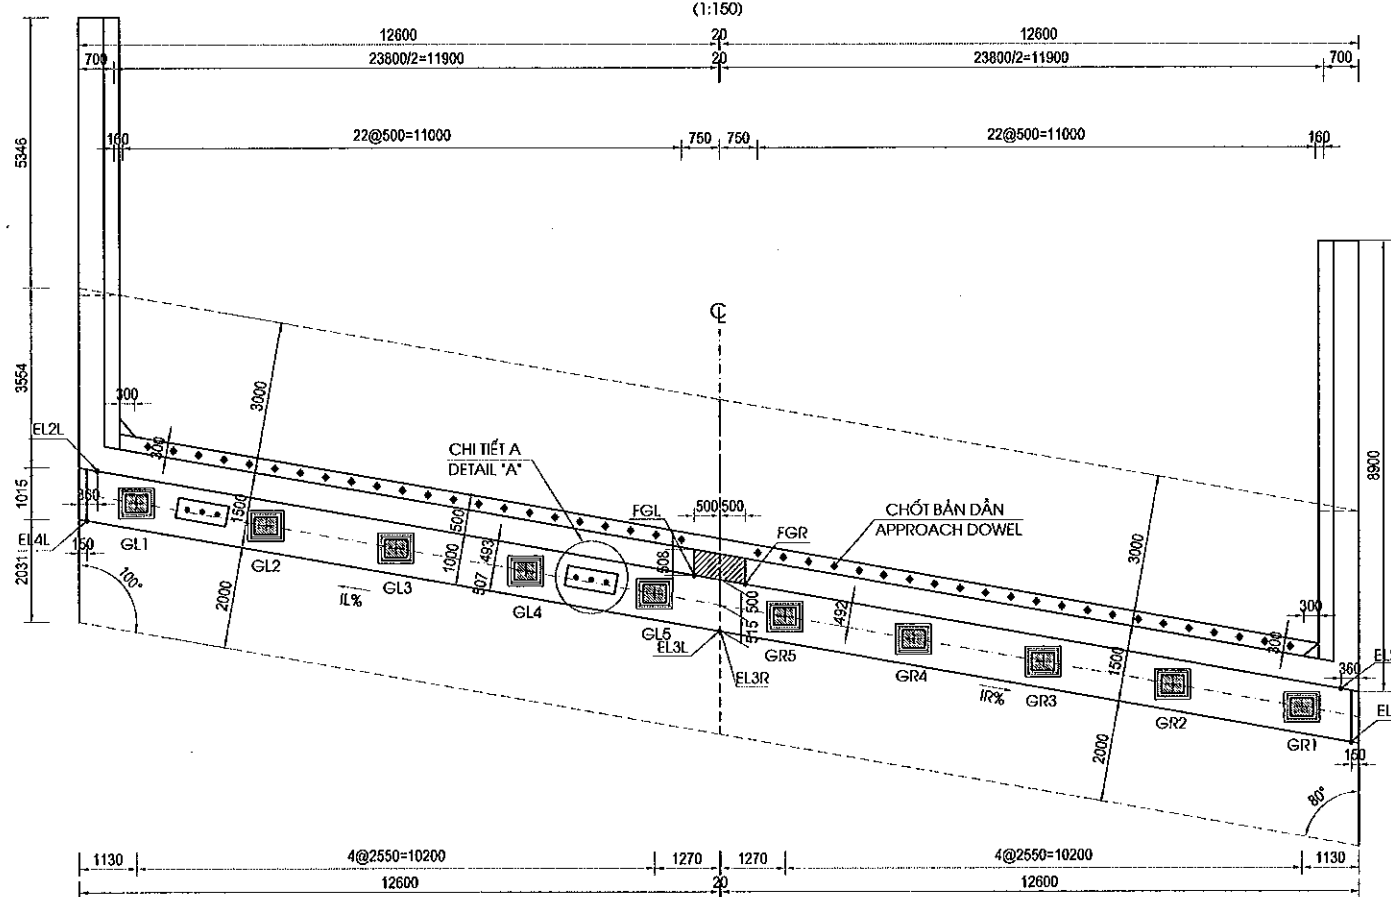 (1:150)
12600 20 12600
700 23800/2=11900 20 23800/2=11900 700
160 22@500=11000 750 750 22@500=11000 160
5346
℄
3554
300
3000
EL2L
300
CHI TIẾT A
DETAIL "A"
8900
1015
360
1500
500
FGL
500 500
CHỐT BẢN DẪN
APPROACH DOWEL
FGR
3000
EL4L
GL1
150
GL2
1000
493
508
2031
100°
2000
GL3
IL%
507
GL4
GL5
500
492
300
300
EL3L
515
GR5
EL3R
GR4
1500
360
IR%
GR3
GR2
GR1
EL
150
2000
80°
1130 4@2550=10200 1270 1270 4@2550=10200 1130
12600 20 12600